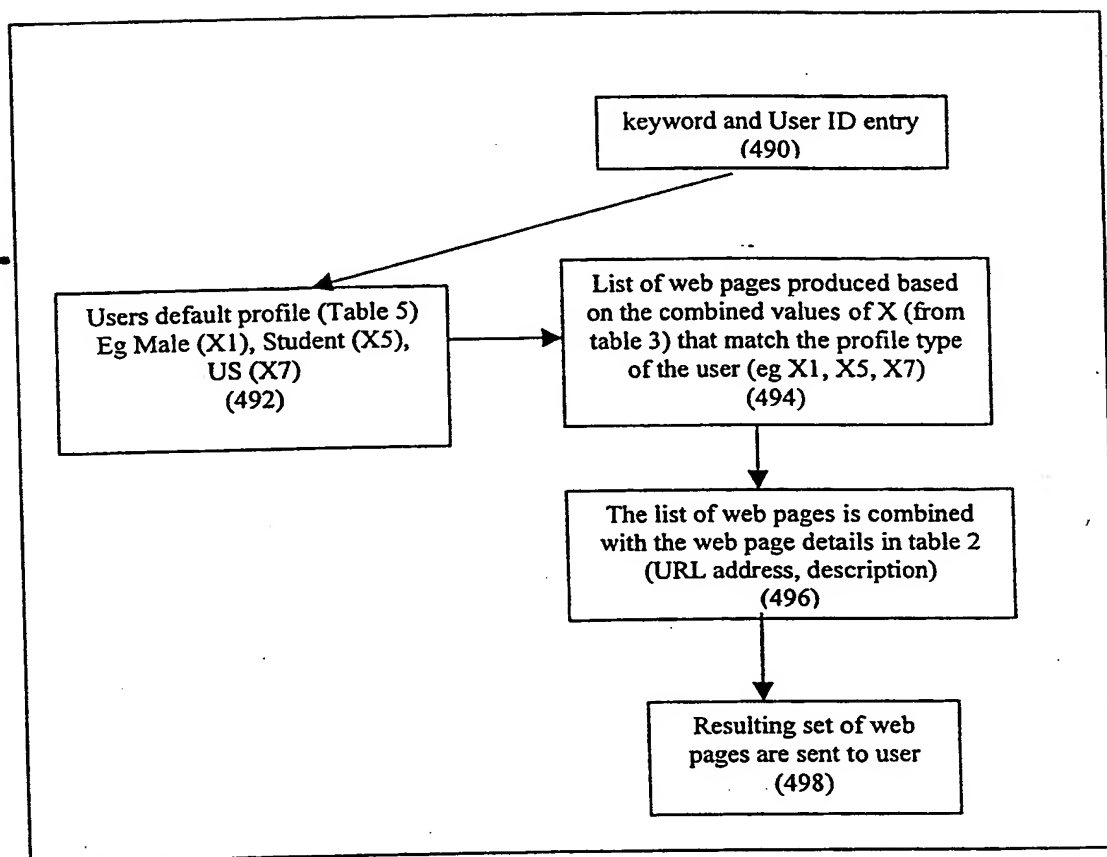 keyword and User ID entry
(490)
Users default profile (Table 5)
Eg Male (X1), Student (X5),
US (X7)
(492)
List of web pages produced based
on the combined values of X (from
table 3) that match the profile type
of the user (eg X1, X5, X7)
(494)
The list of web pages is combined
with the web page details in table 2
(URL address, description)
(496)
Resulting set of web
pages are sent to user
(498)